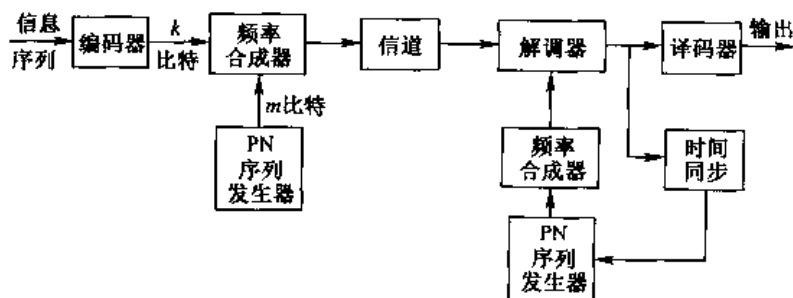 信息
序列
编码器
k
比特
频率
合成器
信道
解调器
译码器
输出
m比特
PN
序列
发生器
频率
合成器
时间
同步
PN
序列
发生器